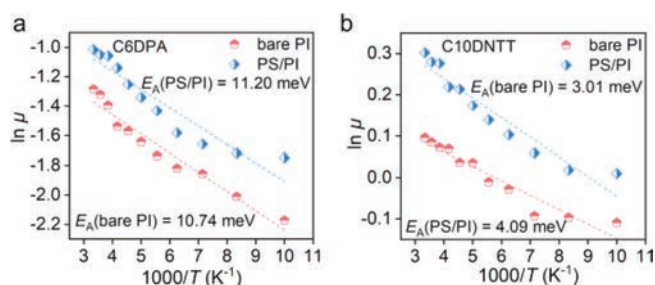 a
C6DPA
bare PI
PS/PI
E_A(PS/PI) = 11.20 meV
E_A(bare PI) = 10.74 meV
ln μ
-1.0
-1.2
-1.4
-1.6
-1.8
-2.0
-2.2
3 4 5 6 7 8 9 10 11
1000/T (K⁻¹)
b
C10DNTT
bare PI
PS/PI
E_A(bare PI) = 3.01 meV
E_A(PS/PI) = 4.09 meV
ln μ
0.3
0.2
0.1
0.0
-0.1
3 4 5 6 7 8 9 10 11
1000/T (K⁻¹)